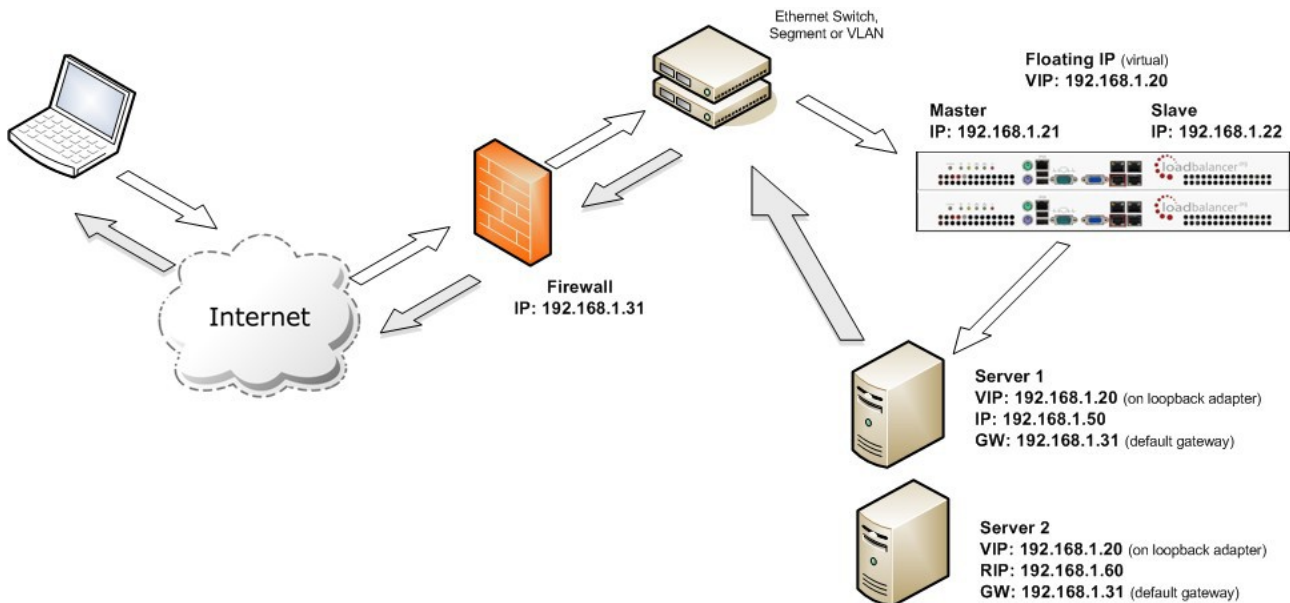 Ethernet Switch,
Segment or VLAN
Floating IP (virtual)
VIP: 192.168.1.20
Master
IP: 192.168.1.21
Slave
IP: 192.168.1.22
loadbalancer
loadbalancer
Firewall
IP: 192.168.1.31
Internet
Server 1
VIP: 192.168.1.20 (on loopback adapter)
IP: 192.168.1.50
GW: 192.168.1.31 (default gateway)
Server 2
VIP: 192.168.1.20 (on loopback adapter)
RIP: 192.168.1.60
GW: 192.168.1.31 (default gateway)